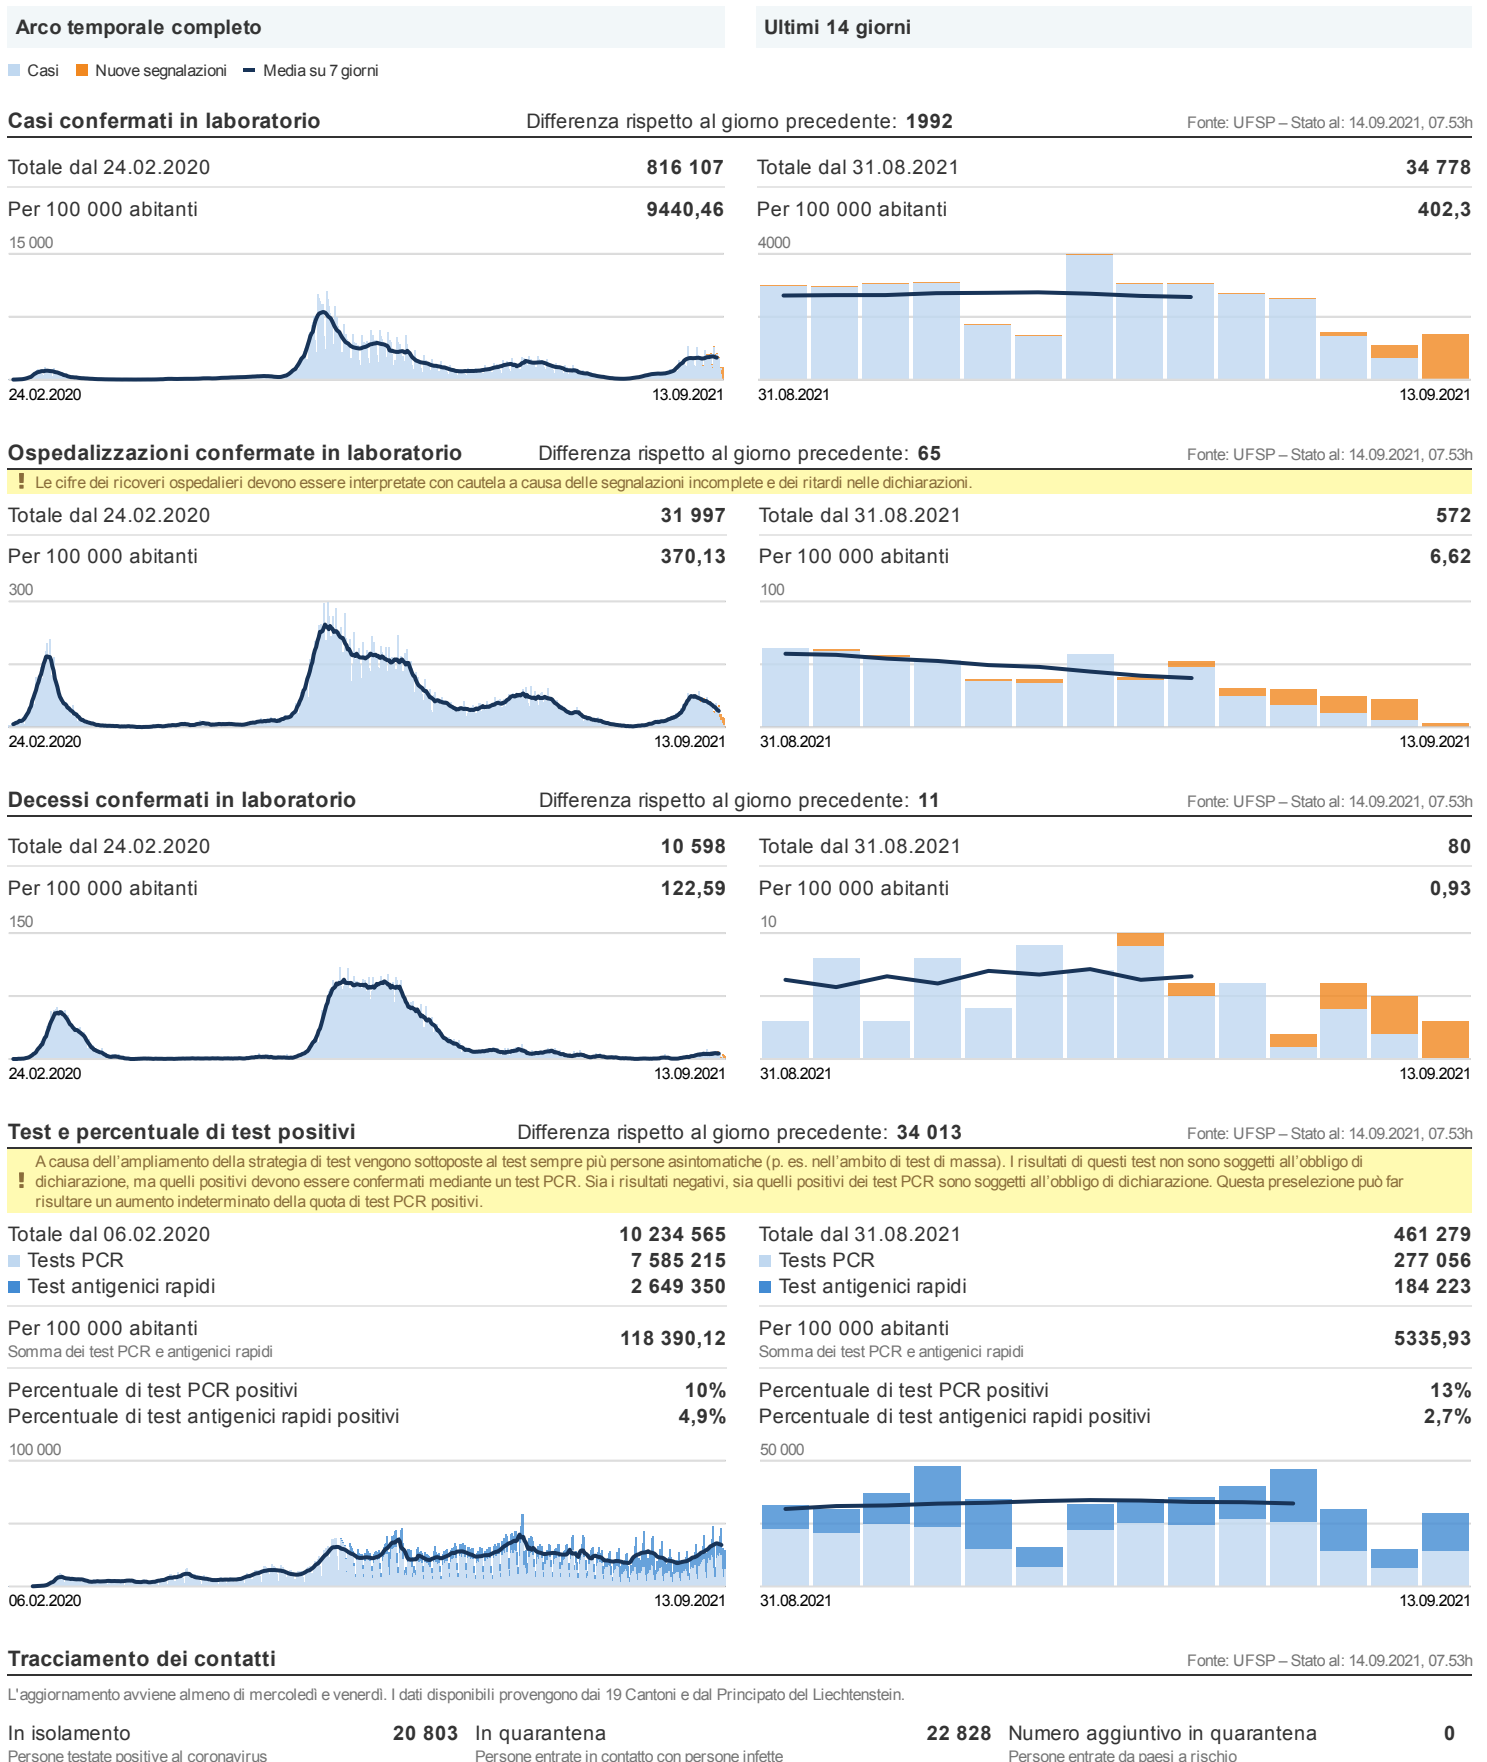 Arco temporale completo
Ultimi 14 giorni
Casi Nuove segnalazioni Media su 7 giorni
Casi confermati in laboratorio Differenza rispetto al giorno precedente: 1992 Fonte: UFSP – Stato al: 14.09.2021, 07.53h
Totale dal 24.02.2020 816 107
Per 100 000 abitanti 9440,46
15 000
24.02.2020 13.09.2021
Totale dal 31.08.2021 34 778
Per 100 000 abitanti 402,3
4000
31.08.2021 13.09.2021
Ospedalizzazioni confermate in laboratorio Differenza rispetto al giorno precedente: 65 Fonte: UFSP – Stato al: 14.09.2021, 07.53h
! Le cifre dei ricoveri ospedalieri devono essere interpretate con cautela a causa delle segnalazioni incomplete e dei ritardi nelle dichiarazioni.
Totale dal 24.02.2020 31 997
Per 100 000 abitanti 370,13
300
24.02.2020 13.09.2021
Totale dal 31.08.2021 572
Per 100 000 abitanti 6,62
100
31.08.2021 13.09.2021
Decessi confermati in laboratorio Differenza rispetto al giorno precedente: 11 Fonte: UFSP – Stato al: 14.09.2021, 07.53h
Totale dal 24.02.2020 10 598
Per 100 000 abitanti 122,59
150
24.02.2020 13.09.2021
Totale dal 31.08.2021 80
Per 100 000 abitanti 0,93
10
31.08.2021 13.09.2021
Test e percentuale di test positivi Differenza rispetto al giorno precedente: 34 013 Fonte: UFSP – Stato al: 14.09.2021, 07.53h
A causa dell'ampliamento della strategia di test vengono sottoposte al test sempre più persone asintomatiche (p. es. nell'ambito di test di massa). I risultati di questi test non sono soggetti all'obbligo di
! dichiarazione, ma quelli positivi devono essere confermati mediante un test PCR. Sia i risultati negativi, sia quelli positivi dei test PCR sono soggetti all'obbligo di dichiarazione. Questa preselezione può far
risultare un aumento indeterminato della quota di test PCR positivi.
Totale dal 06.02.2020 10 234 565
Tests PCR 7 585 215
Test antigenici rapidi 2 649 350
Per 100 000 abitanti 118 390,12
Somma dei test PCR e antigenici rapidi
Percentuale di test PCR positivi 10%
Percentuale di test antigenici rapidi positivi 4,9%
100 000
06.02.2020 13.09.2021
Totale dal 31.08.2021 461 279
Tests PCR 277 056
Test antigenici rapidi 184 223
Per 100 000 abitanti 5335,93
Somma dei test PCR e antigenici rapidi
Percentuale di test PCR positivi 13%
Percentuale di test antigenici rapidi positivi 2,7%
50 000
31.08.2021 13.09.2021
Tracciamento dei contatti Fonte: UFSP – Stato al: 14.09.2021, 07.53h
L'aggiornamento avviene almeno di mercoledì e venerdì. I dati disponibili provengono dai 19 Cantoni e dal Principato del Liechtenstein.
In isolamento 20 803
Persone testate positive al coronavirus
In quarantena 22 828
Persone entrate in contatto con persone infette
Numero aggiuntivo in quarantena 0
Persone entrate da paesi a rischio